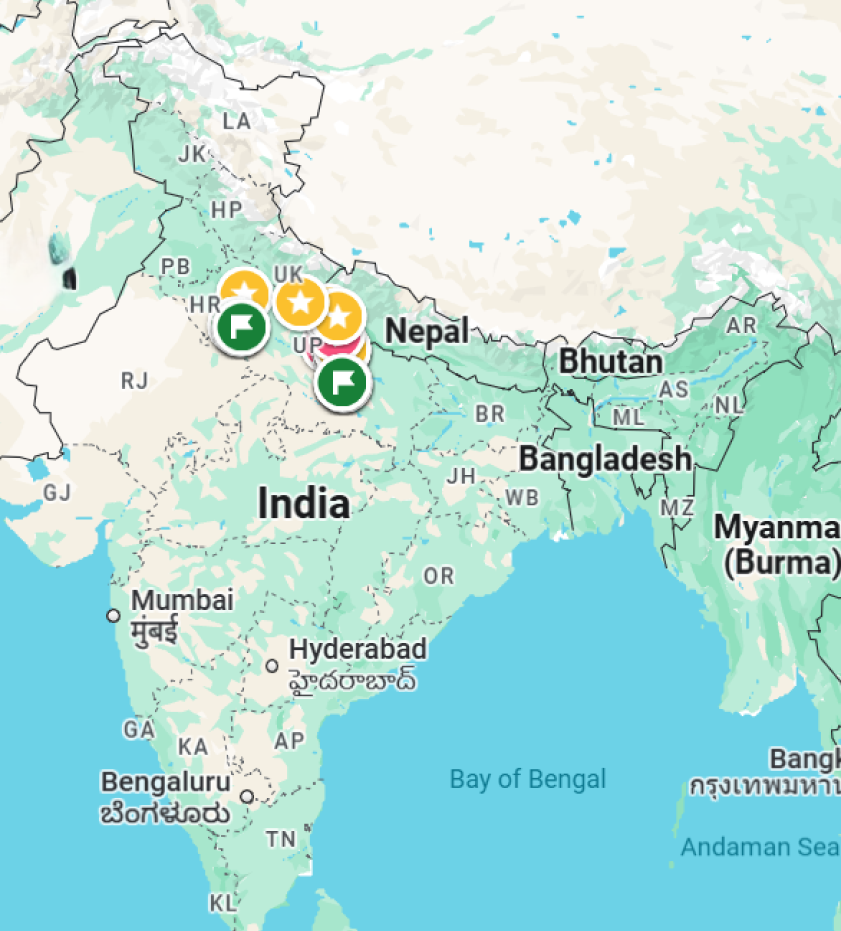 LA
JK
HP
PB
UK
HR
UP
Nepal
AR
Bhutan
RJ
AS
NL
BR
ML
Bangladesh
JH
GJ
India
WB
MZ
Myanma
(Burma)
OR
Mumbai
मुंबई
Hyderabad
హైదరాబాద్
GA
KA
AP
Bay of Bengal
Bengaluru
ಬೆಂಗಳೂರು
Bangk
กรุงเทพมหาน
TN
Andaman Sea
KL